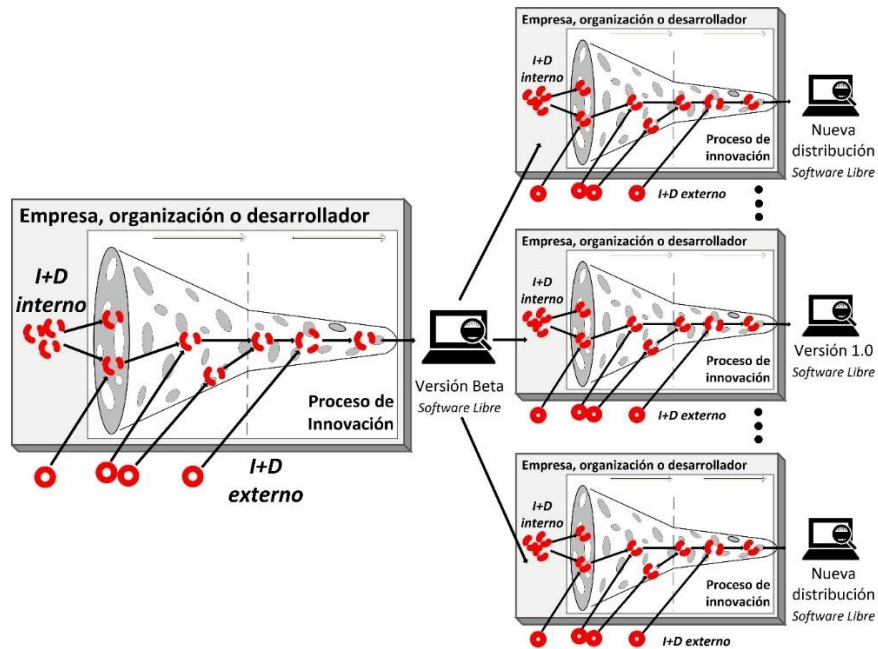 Empresa, organización o desarrollador
I+D
interno
Proceso de
Innovación
I+D
externo
Versión Beta
Software Libre
Empresa, organización o desarrollador
I+D
interno
Proceso de
innovación
I+D externo
Nueva
distribución
Software Libre
Empresa, organización o desarrollador
I+D
interno
Proceso de
innovación
I+D externo
Versión 1.0
Software Libre
Empresa, organización o desarrollador
I+D
interno
Proceso de
innovación
I+D externo
Nueva
distribución
Software Libre